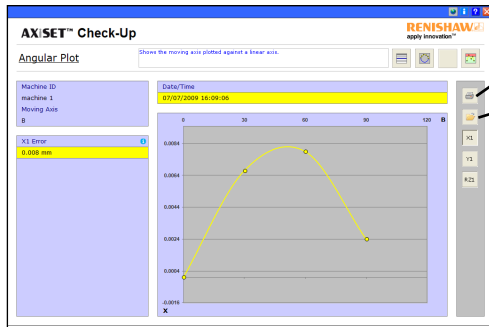 AXiSET™ Check-Up
RENISHAW
apply innovation™
Angular Plot
Shows the moving axis plotted against a linear axis.
Machine ID
machine 1
Moving Axis
B
Date/Time
07/07/2009 16:09:06
X1 Error
0.008 mm
0 30 60 90 120 B
0.0084
0.0064
0.0044
0.0024
0.0004
-0.0016
X
X1
Y1
RZ1